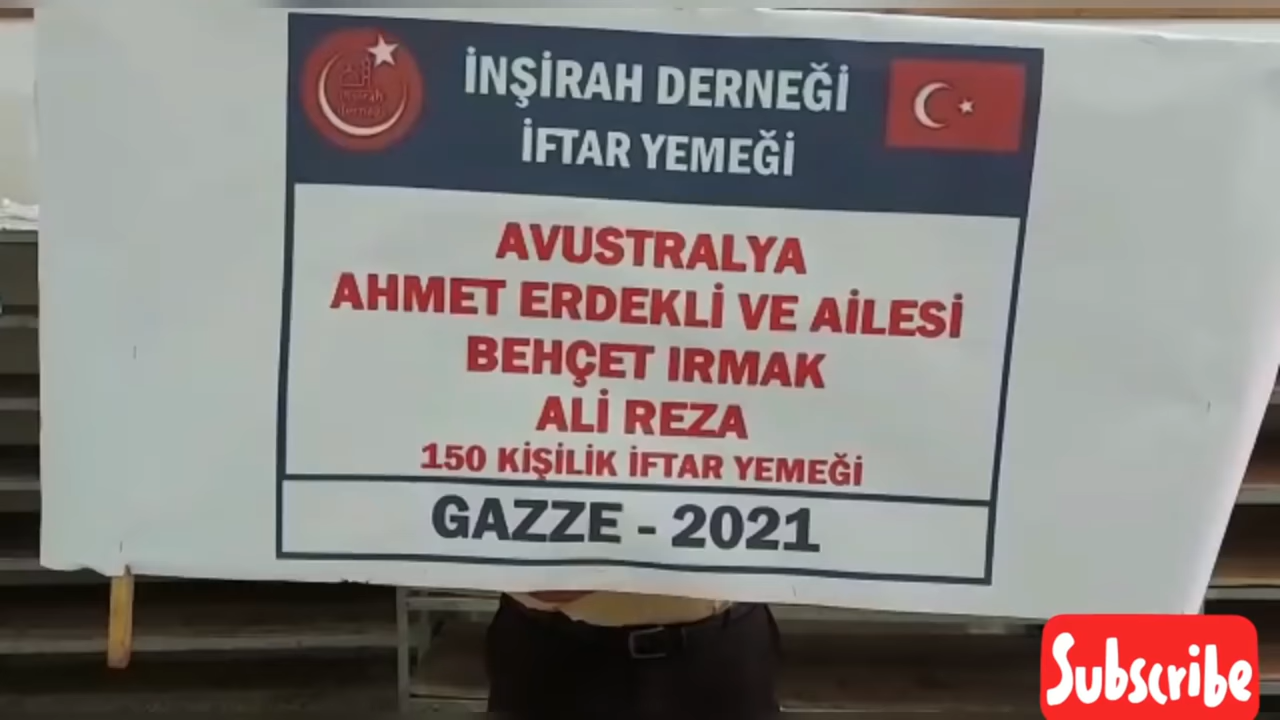 İNŞİRAH DERNEĞİ
İFTAR YEMEĞİ
AVUSTRALYA
AHMET ERDEKLİ VE AİLESİ
BEHÇET IRMAK
ALİ REZA
150 KİŞİLİK İFTAR YEMEĞİ
GAZZE - 2021
Subscribe